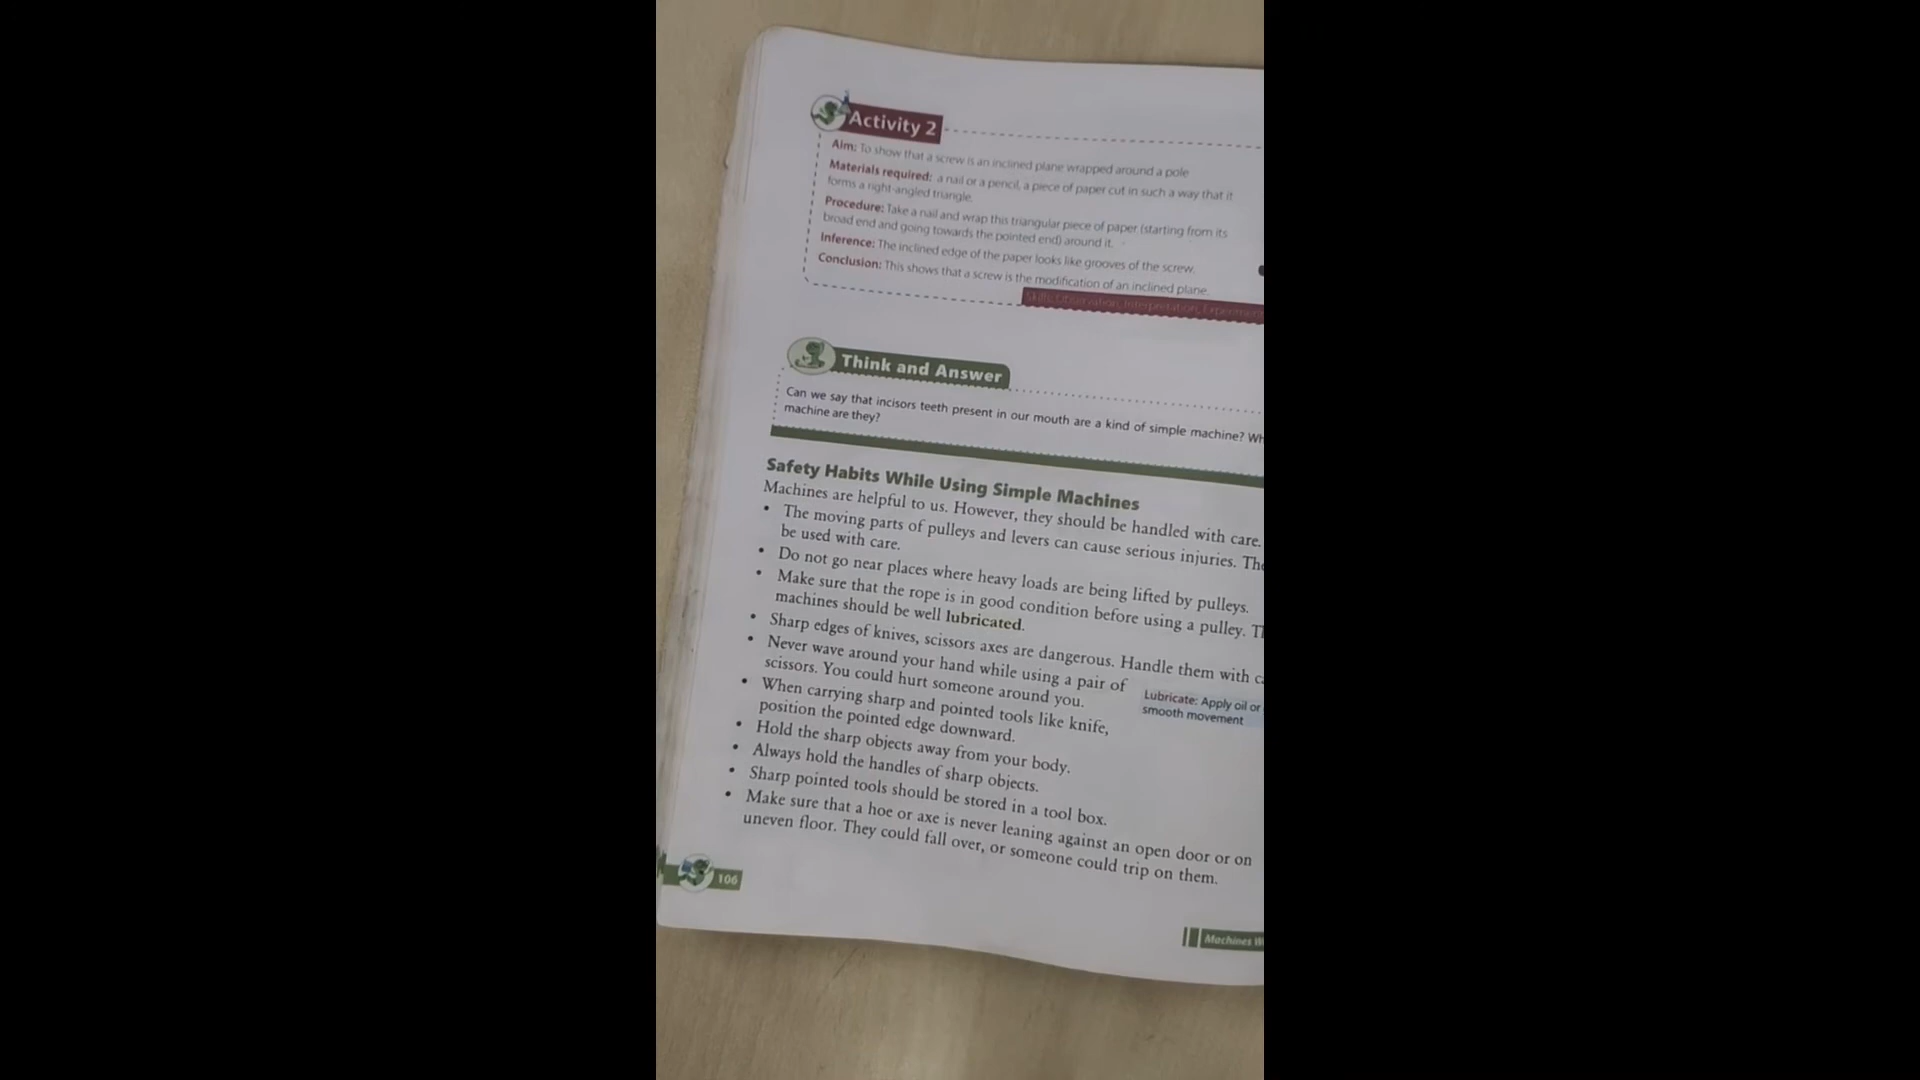 Activity 2
Aim: To show that a screw is an inclined plane wrapped around a pole
Materials required: a nail or a pencil, a piece of paper cut in such a way that it
forms a right-angled triangle.
Procedure: Take a nail and wrap this triangular piece of paper (starting from its
broad end and going towards the pointed end) around it.
Inference: The inclined edge of the paper looks like grooves of the screw.
Conclusion: This shows that a screw is the modification of an inclined plane.
Skills: Observation, Interpretation,
Think and Answer
Can we say that incisors teeth present in our mouth are a kind of simple machine?
machine are they?
Safety Habits While Using Simple Machines
Machines are helpful to us. However, they should be handled with care.
• The moving parts of pulleys and levers can cause serious injuries.
be used with care.
• Do not go near places where heavy loads are being lifted by pulleys.
• Make sure that the rope is in good condition before using a pulley.
machines should be well lubricated.
• Sharp edges of knives, scissors axes are dangerous. Handle them with
• Never wave around your hand while using a pair of
scissors. You could hurt someone around you.
• When carrying sharp and pointed tools like knife,
position the pointed edge downward.
• Hold the sharp objects away from your body.
• Always hold the handles of sharp objects.
• Sharp pointed tools should be stored in a tool box.
• Make sure that a hoe or axe is never leaning against an open door or on
uneven floor. They could fall over, or someone could trip on them.
Lubricate: Apply oil or
smooth movement
106
Machines